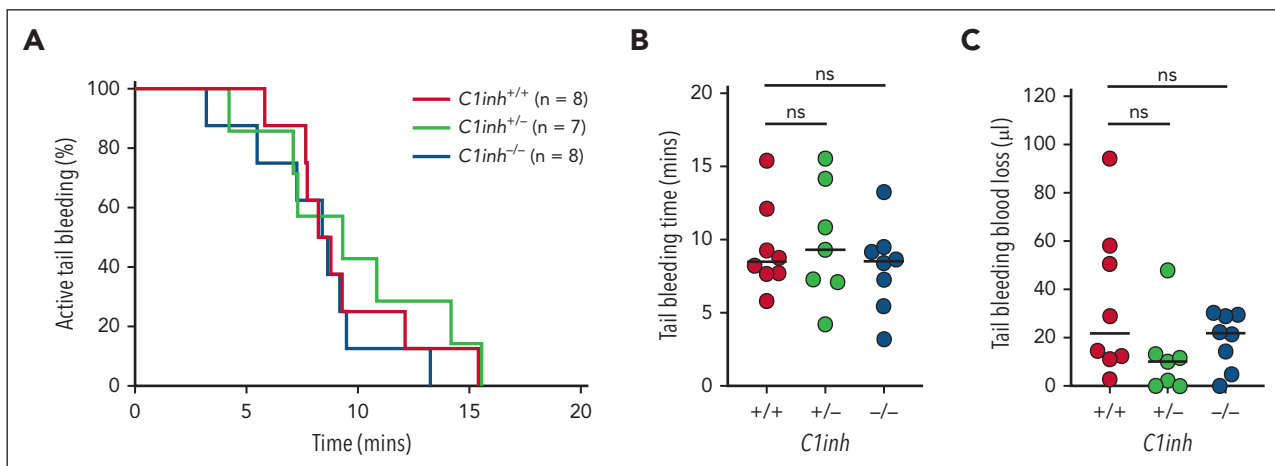 A
Active tail bleeding (%)
100
80
60
40
20
0
0 5 10 15 20
Time (mins)
C1inh+/+ (n = 8)
C1inh+/– (n = 7)
C1inh–/– (n = 8)
B
Tail bleeding time (mins)
20
15
10
5
0
ns
ns
+/+ +/– –/–
C1inh
C
Tail bleeding blood loss (µl)
120
100
80
60
40
20
0
ns
ns
+/+ +/– –/–
C1inh